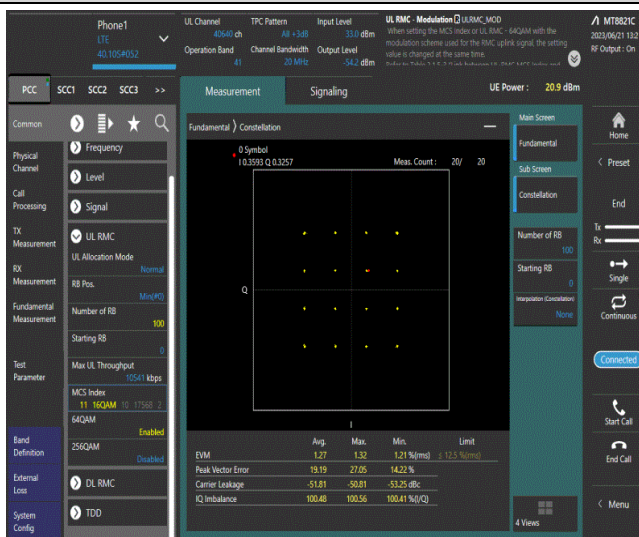 Phone1
LTE
40.105#052
UL Channel
40640 ch
TPC Pattern
All +3dB
Input Level
33.0 dBm
Operation Band
41
Channel Bandwidth
20 MHz
Output Level
-54.2 dBm
UL RMC - Modulation ULRMC_MOD
When setting the MCS Index or UL RMC - 64QAM with the
modulation scheme used for the RMC uplink signal, the setting
value is changed at the same time.
MT8821C
2023/06/21 13:2
RF Output : On
PCC
SCC1
SCC2
SCC3
>>
Measurement
Signaling
UE Power : 20.9 dBm
Common
Physical
Channel
Call
Processing
TX
Measurement
RX
Measurement
Fundamental
Measurement
Test
Parameter
Band
Definition
External
Loss
System
Config
Frequency
Level
Signal
UL RMC
UL Allocation Mode
Normal
RB Pos.
Min(#0)
Number of RB
100
Starting RB
0
Max UL Throughput
10541 kbps
MCS Index
11 16QAM 10 17568 2
64QAM
Enabled
256QAM
Disabled
DL RMC
TDD
Fundamental > Constellation
0 Symbol
I 0.3593 Q 0.3257
Meas. Count : 20/ 20
Q
I
Avg. Max. Min. Limit
EVM 1.27 1.32 1.21 %(rms) ≤ 12.5 %(rms)
Peak Vector Error 19.19 27.05 14.22 %
Carrier Leakage -51.81 -50.81 -53.25 dBc
IQ Imbalance 100.48 100.56 100.41 %(I/Q)
Main Screen
Fundamental
Sub Screen
Constellation
Number of RB
100
Starting RB
0
Interpolation (Constellation)
None
4 Views
Home
< Preset
End
Tx
Rx
Single
Continuous
Connected
Start Call
End Call
< Menu